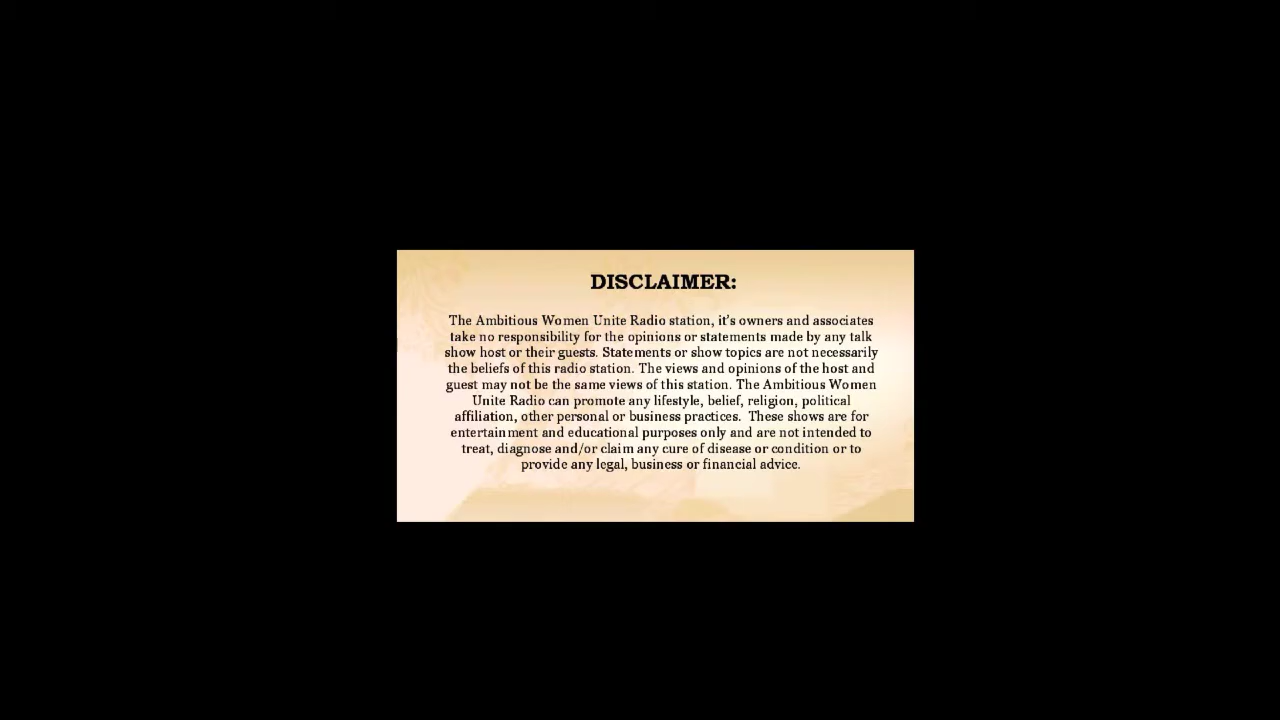 DISCLAIMER:
The Ambitious Women Unite Radio station, it's owners and associates
take no responsibility for the opinions or statements made by any talk
show host or their guests. Statements or show topics are not necessarily
the beliefs of this radio station. The views and opinions of the host and
guest may not be the same views of this station. The Ambitious Women
Unite Radio can promote any lifestyle, belief, religion, political
affiliation, other personal or business practices. These shows are for
entertainment and educational purposes only and are not intended to
treat, diagnose and/or claim any cure of disease or condition or to
provide any legal, business or financial advice.